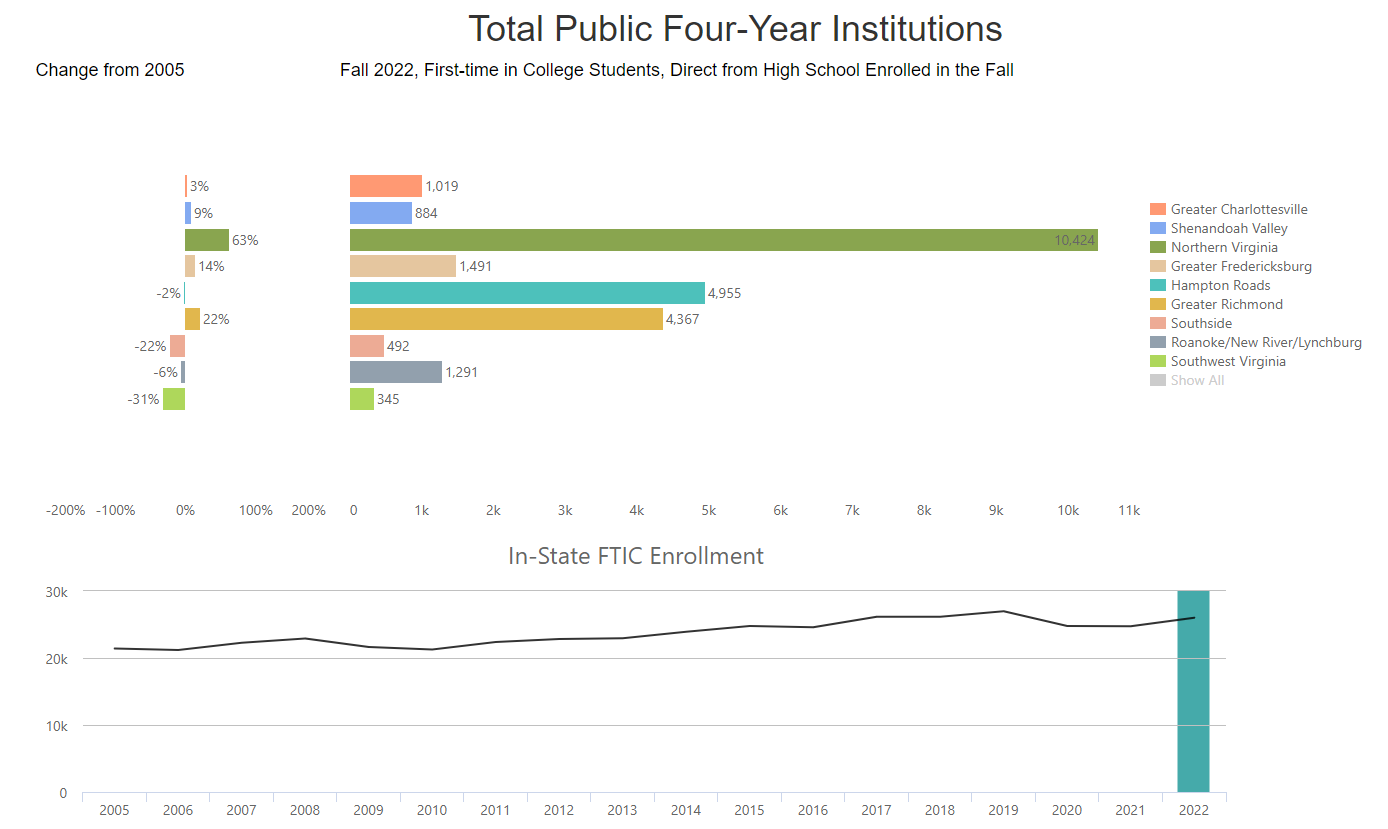 Total Public Four-Year Institutions
Change from 2005
Fall 2022, First-time in College Students, Direct from High School Enrolled in the Fall
3%
1,019
9%
884
63%
10,424
14%
1,491
-2%
4,955
22%
4,367
-22%
492
-6%
1,291
-31%
345
Greater Charlottesville
Shenandoah Valley
Northern Virginia
Greater Fredericksburg
Hampton Roads
Greater Richmond
Southside
Roanoke/New River/Lynchburg
Southwest Virginia
Show All
-200% -100% 0% 100% 200%
0 1k 2k 3k 4k 5k 6k 7k 8k 9k 10k 11k
In-State FTIC Enrollment
30k
20k
10k
0
2005 2006 2007 2008 2009 2010 2011 2012 2013 2014 2015 2016 2017 2018 2019 2020 2021 2022